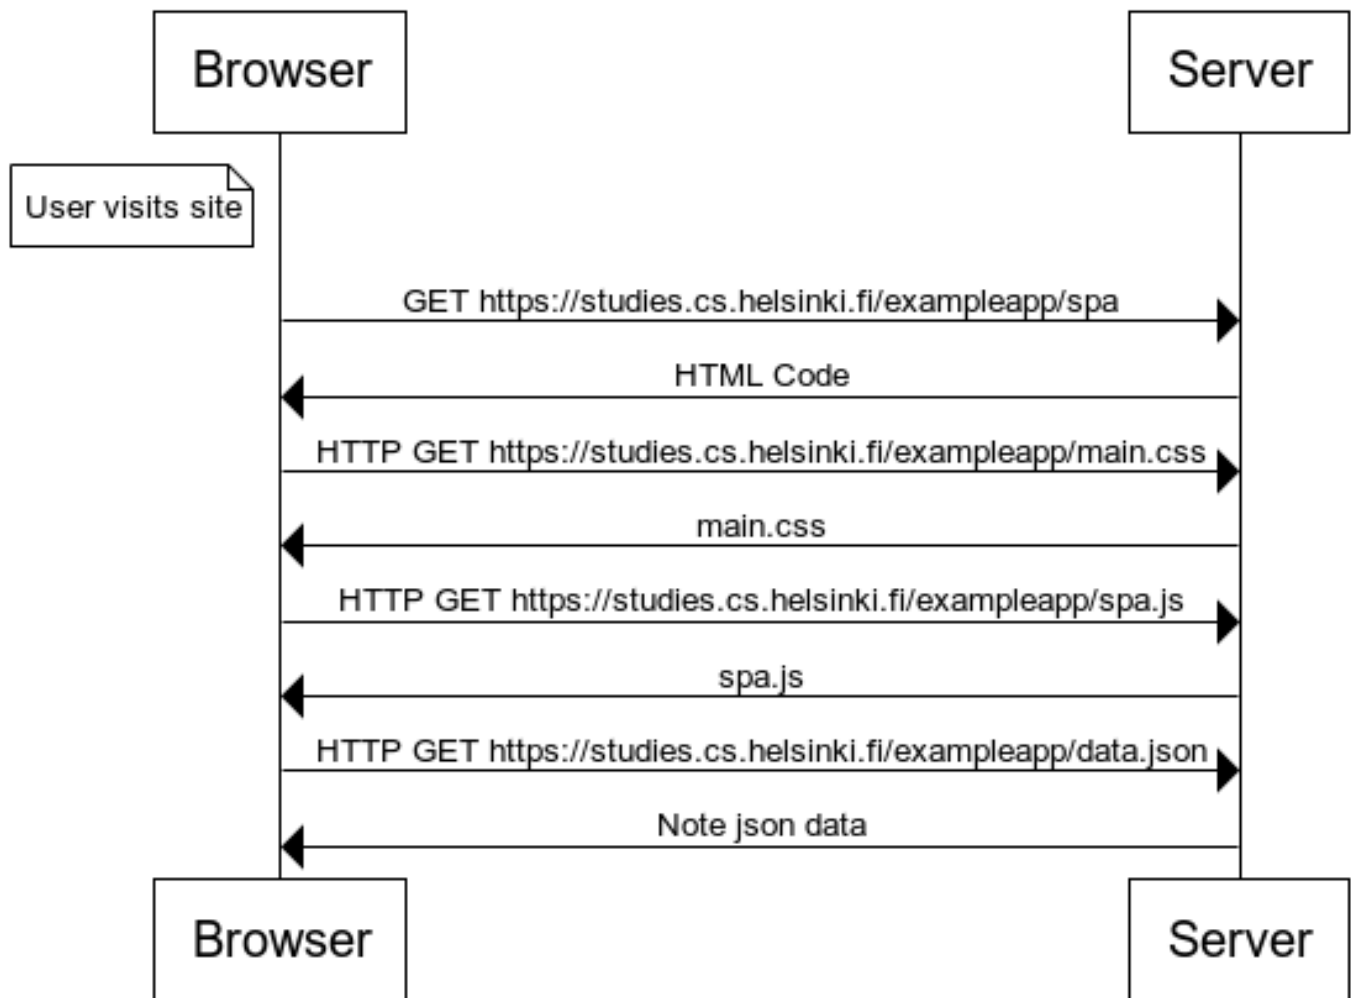 Browser
Server
User visits site
GET https://studies.cs.helsinki.fi/exampleapp/spa
HTML Code
HTTP GET https://studies.cs.helsinki.fi/exampleapp/main.css
main.css
HTTP GET https://studies.cs.helsinki.fi/exampleapp/spa.js
spa.js
HTTP GET https://studies.cs.helsinki.fi/exampleapp/data.json
Note json data
Browser
Server